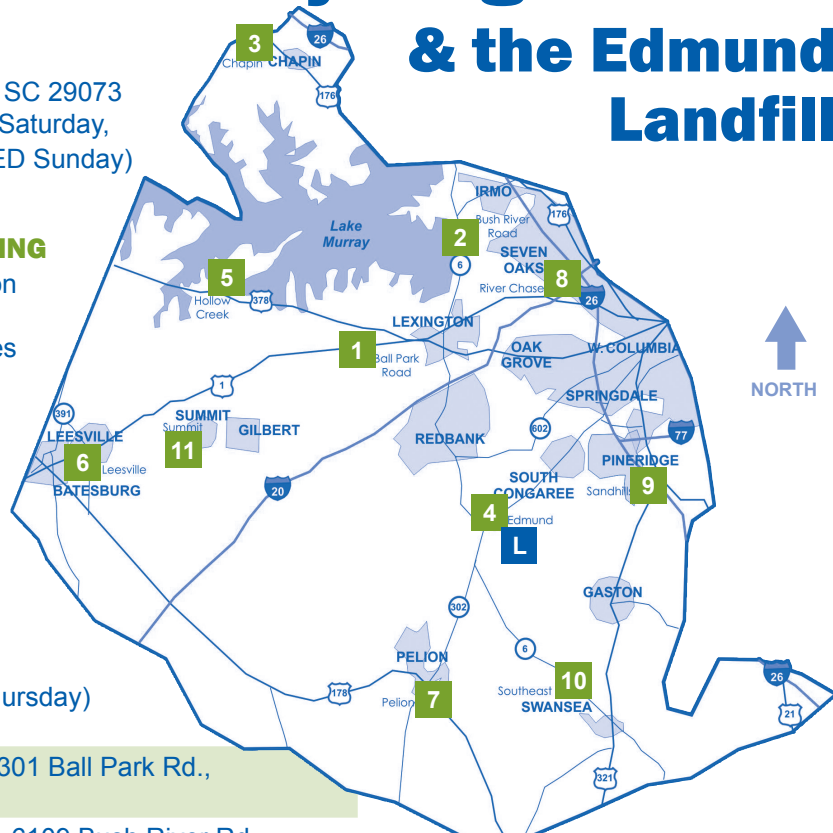 & the Edmund
Landfill
SC 29073
Saturday,
ED Sunday)
NG
on
es
ursday)
301 Ball Park Rd.,
6109 Bush River Rd
3
Chapin
CHAPIN
26
176
IRMO
Bush River
Road
176
2
6
SEVEN
OAKS
8
River Chase
26
Lake
Murray
5
Hollow
Creek
378
LEXINGTON
1
Ball Park
Road
OAK
GROVE
W. COLUMBIA
SPRINGDALE
NORTH
1
391
SUMMIT
Summit
11
GILBERT
LEESVILLE
6
Leesville
BATESBURG
REDBANK
602
77
PINERIDGE
SOUTH
CONGAREE
Sandhills
9
20
4
Edmund
L
GASTON
302
6
PELION
Pelion
7
178
Southeast
10
SWANSEA
26
21
321